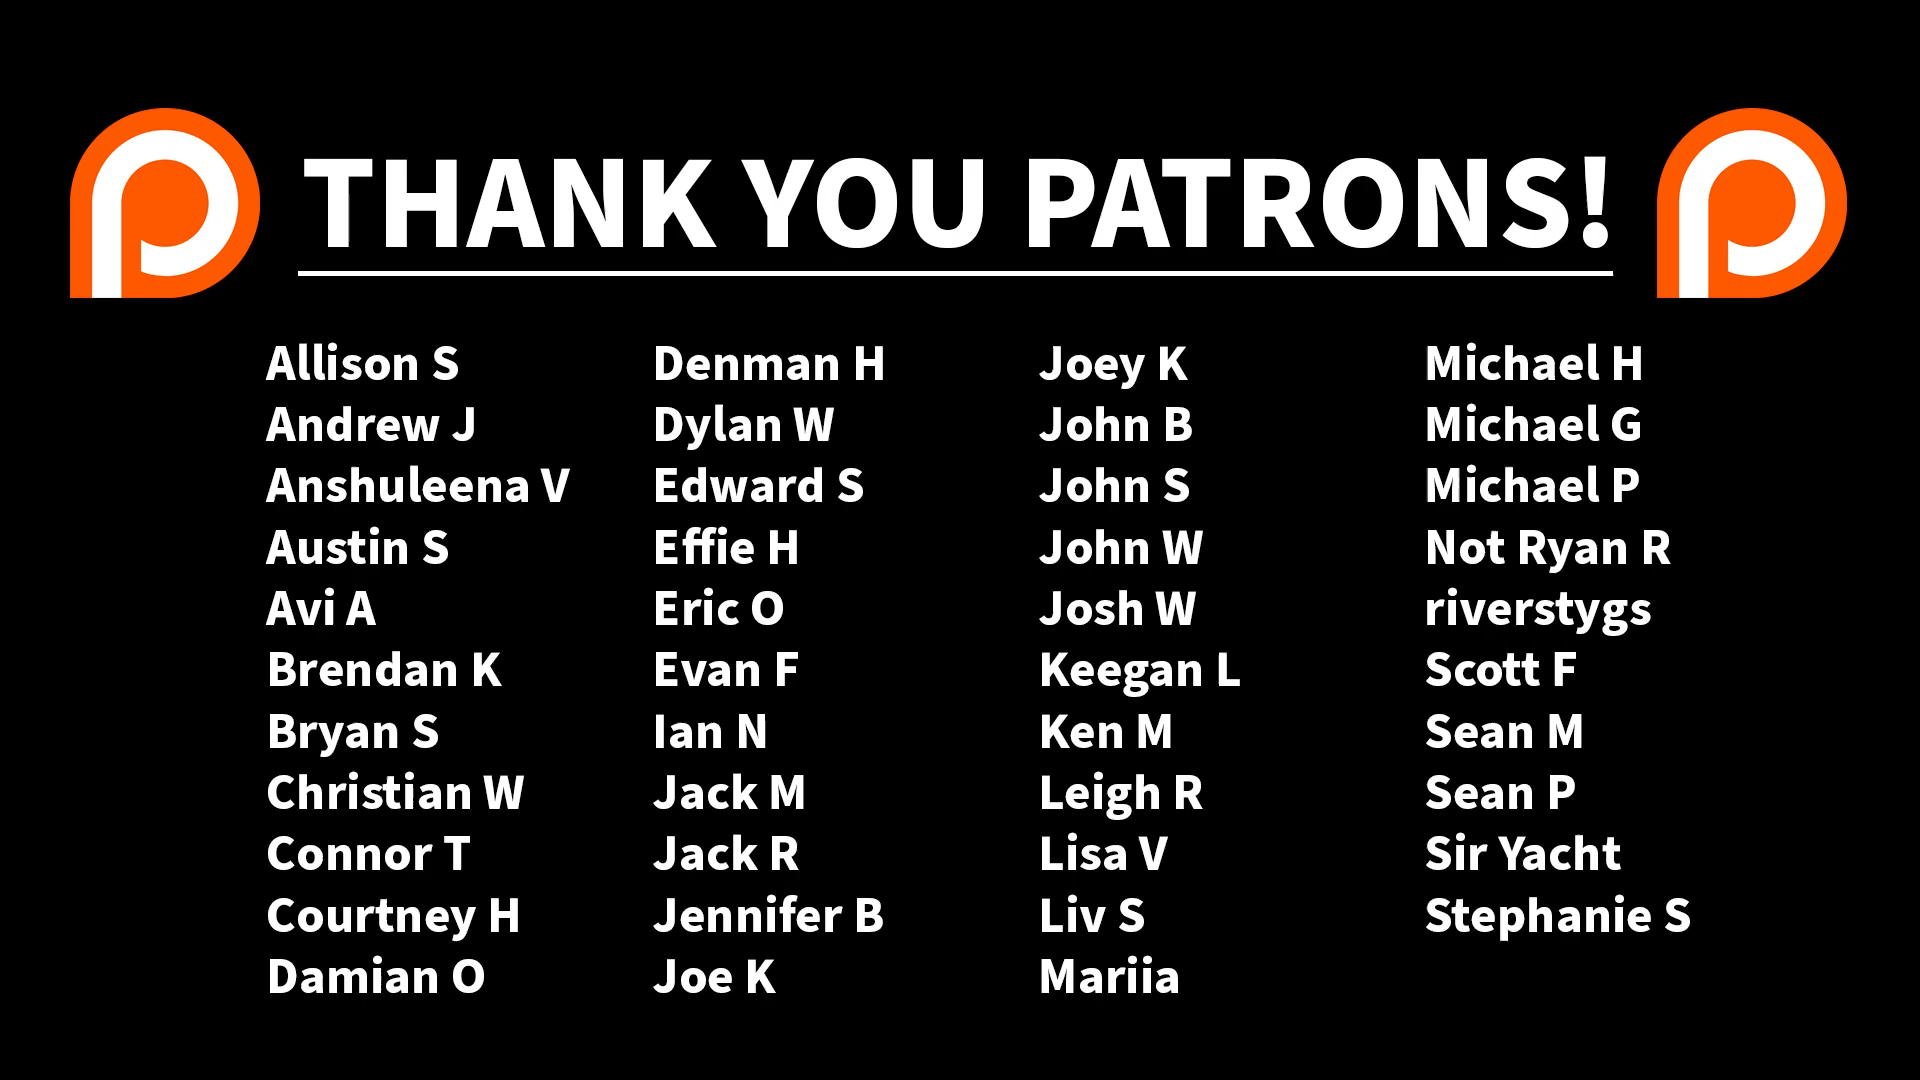 THANK YOU PATRONS!
Allison S
Andrew J
Anshuleena V
Austin S
Avi A
Brendan K
Bryan S
Christian W
Connor T
Courtney H
Damian O
Denman H
Dylan W
Edward S
Effie H
Eric O
Evan F
Ian N
Jack M
Jack R
Jennifer B
Joe K
Joey K
John B
John S
John W
Josh W
Keegan L
Ken M
Leigh R
Lisa V
Liv S
Mariia
Michael H
Michael G
Michael P
Not Ryan R
riverstygs
Scott F
Sean M
Sean P
Sir Yacht
Stephanie S